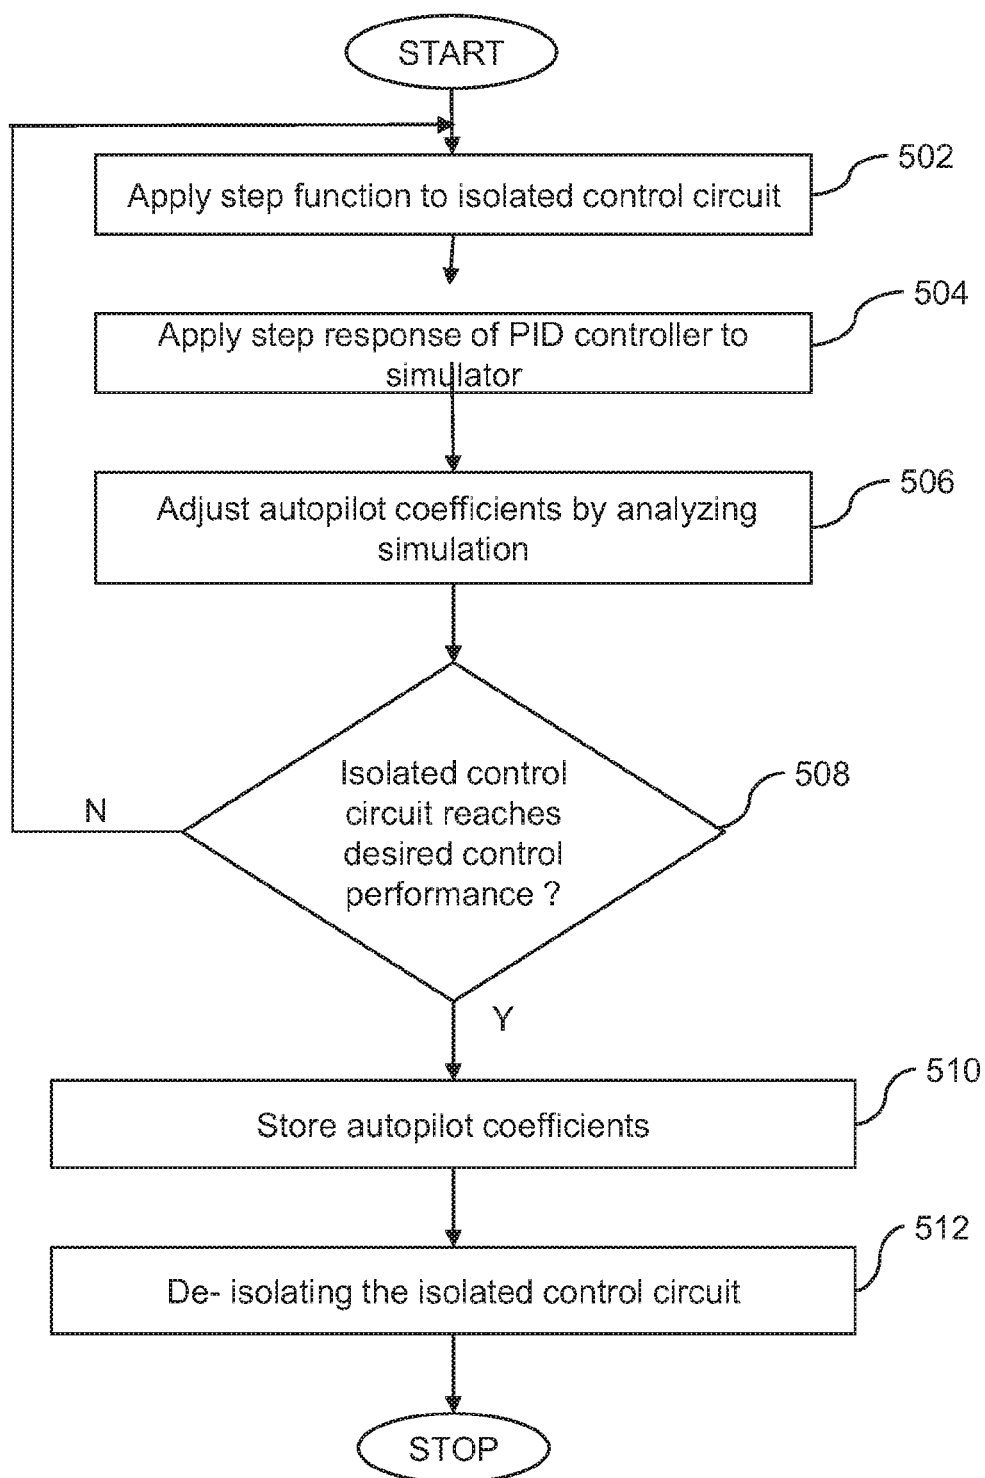 START
502
Apply step function to isolated control circuit
504
Apply step response of PID controller to
simulator
506
Adjust autopilot coefficients by analyzing
simulation
508
Isolated control
circuit reaches
desired control
performance ?
N
Y
510
Store autopilot coefficients
512
De- isolating the isolated control circuit
STOP